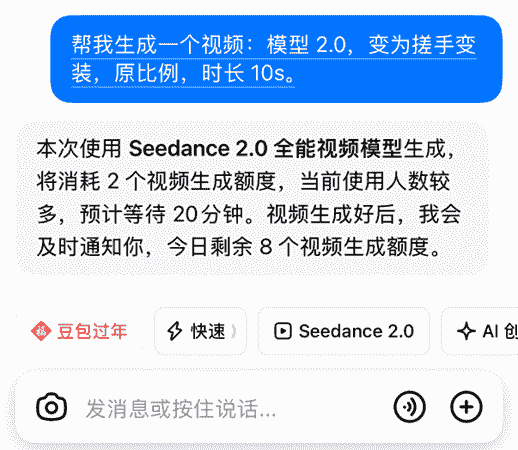 帮我生成一个视频：模型 2.0，变为搓手变
装，原比例，时长 10s。
本次使用 Seedance 2.0 全能视频模型生成，
将消耗 2 个视频生成额度，当前使用人数较
多，预计等待 20分钟。视频生成好后，我会
及时通知你，今日剩余 8 个视频生成额度。
豆包过年 快速 Seedance 2.0 AI 创
发消息或按住说话...